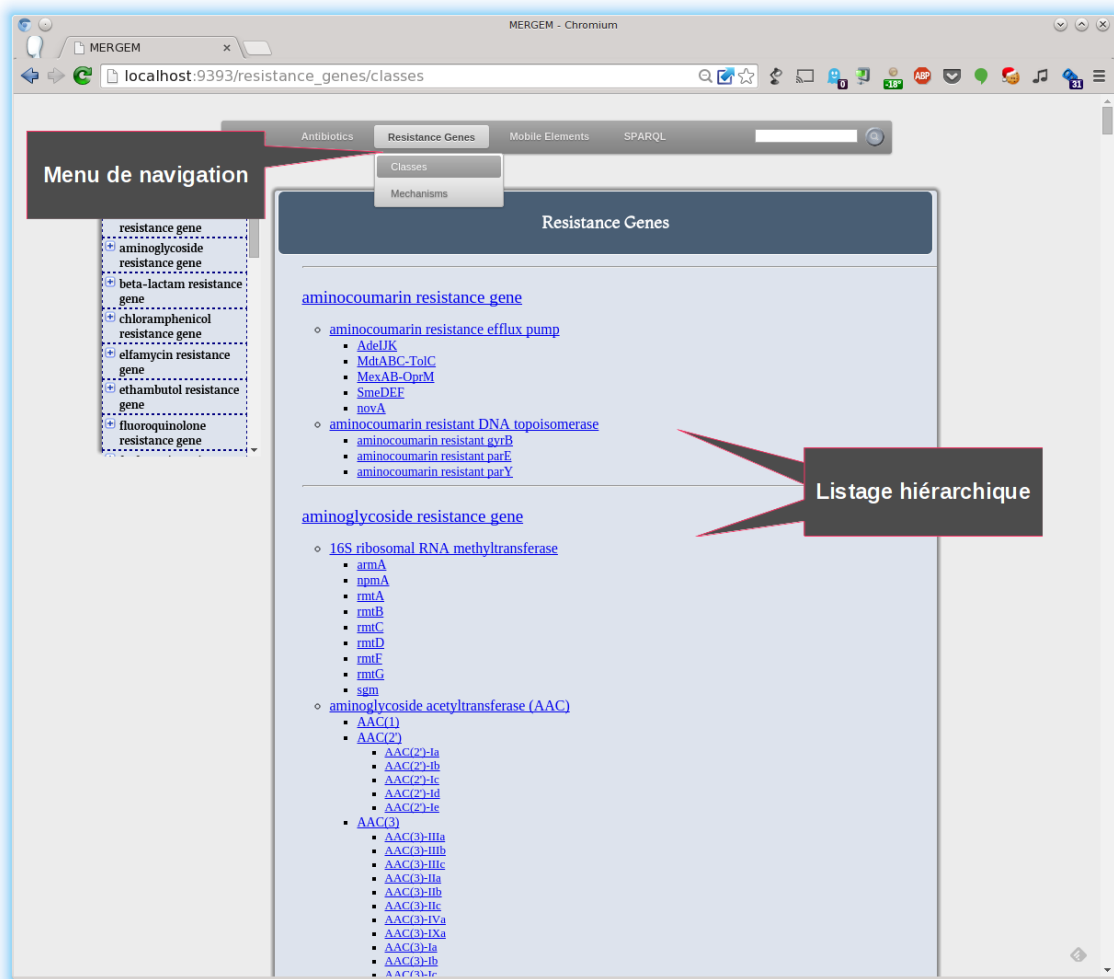 MERGEM - Chromium
MERGEM
localhost:9393/resistance_genes/classes
0
-18°
ABP
31
Antibiotics
Resistance Genes
Mobile Elements
SPARQL
Classes
Mechanisms
Menu de navigation
resistance gene
aminoglycoside
resistance gene
beta-lactam resistance
gene
chloramphenicol
resistance gene
elfamycin resistance
gene
ethambutol resistance
gene
fluoroquinolone
resistance gene
Resistance Genes
aminocoumarin resistance gene
aminocoumarin resistance efflux pump
AdeIJK
MdtABC-TolC
MexAB-OprM
SmeDEF
novA
aminocoumarin resistant DNA topoisomerase
aminocoumarin resistant gyrB
aminocoumarin resistant parE
aminocoumarin resistant parY
Listage hiérarchique
aminoglycoside resistance gene
16S ribosomal RNA methyltransferase
armA
npmA
rmtA
rmtB
rmtC
rmtD
rmtF
rmtG
sgm
aminoglycoside acetyltransferase (AAC)
AAC(1)
AAC(2')
AAC(2')-Ia
AAC(2')-Ib
AAC(2')-Ic
AAC(2')-Id
AAC(2')-Ie
AAC(3)
AAC(3)-IIIa
AAC(3)-IIIb
AAC(3)-IIIc
AAC(3)-IIa
AAC(3)-IIb
AAC(3)-IIc
AAC(3)-IVa
AAC(3)-IXa
AAC(3)-Ia
AAC(3)-Ib
AAC(3)-Ic